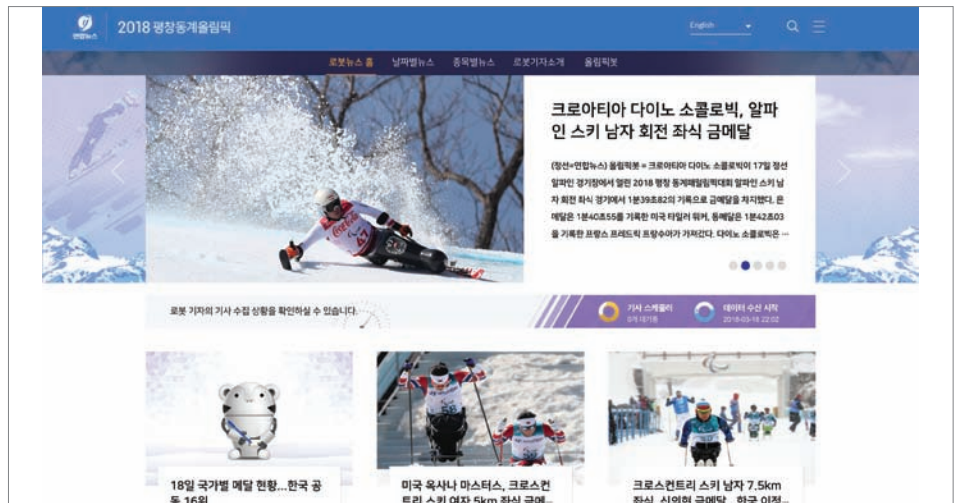 연합뉴스
2018 평창동계올림픽
English
로봇뉴스 홈 날짜별뉴스 종목별뉴스 로봇기자소개 올림픽봇
크로아티아 다이노 소콜로빅, 알파
인 스키 남자 회전 좌식 금메달
(정선=연합뉴스) 올림픽봇 = 크로아티아 다이노 소콜로빅이 17일 정선
알파인 경기장에서 열린 2018 평창 동계패럴림픽대회 알파인 스키 남
자 회전 좌식 경기에서 1분39초82의 기록으로 금메달을 차지했다. 은
메달은 1분40초55를 기록한 미국 타일러 워커, 동메달은 1분42초03
을 기록한 프랑스 프레드릭 프랑수아가 가져갔다. 다이노 소콜로빅은 …
로봇 기자의 기사 수집 상황을 확인하실 수 있습니다.
기사 스케줄러
0개 대기중
데이터 수신 시작
2018-03-18 22:02
Coca-Cola
47
56
18일 국가별 메달 현황...한국 공
동 16위
미국 옥사나 마스터스, 크로스컨
트리 스키 여자 5km 좌식 금메…
크로스컨트리 스키 남자 7.5km
좌식, 신의현 금메달…한국 이정…